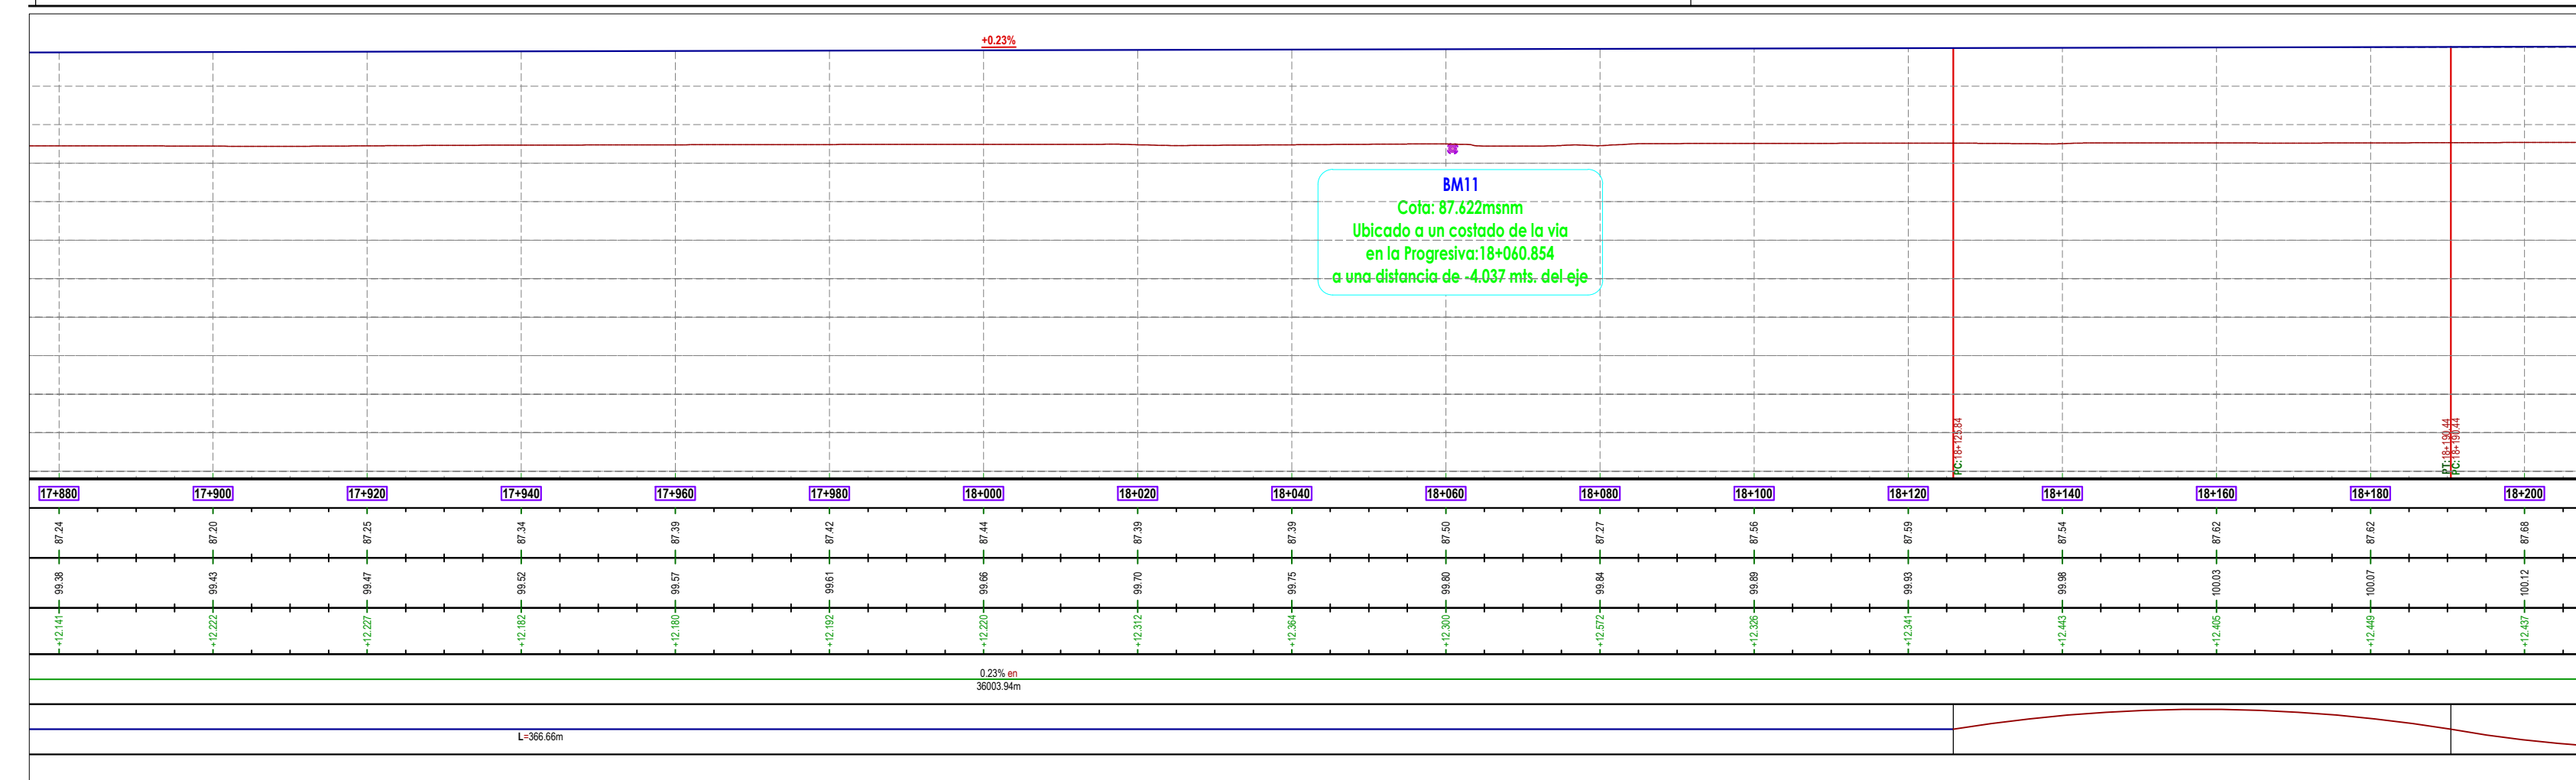 +0.23%
BM11
Cota: 87.622msnm
Ubicado a un costado de la via
en la Progresiva:18+060.854
a una distancia de -4.037 mts. del eje
PC:18+125.84
PT:18+190.44
PC:18+190.44
17+880 17+900 17+920 17+940 17+960 17+980 18+000 18+020 18+040 18+060 18+080 18+100 18+120 18+140 18+160 18+180 18+200
87.24 87.20 87.25 87.34 87.39 87.42 87.44 87.39 87.39 87.50 87.27 87.56 87.59 87.54 87.62 87.62 87.68
99.38 99.43 99.47 99.52 99.57 99.61 99.66 99.70 99.75 99.80 99.84 99.89 99.93 99.98 100.03 100.07 100.12
+12.141 +12.222 +12.227 +12.182 +12.180 +12.192 +12.220 +12.312 +12.364 +12.300 +12.572 +12.326 +12.341 +12.443 +12.405 +12.449 +12.437
0.23% en
36003.94m
L=366.66m